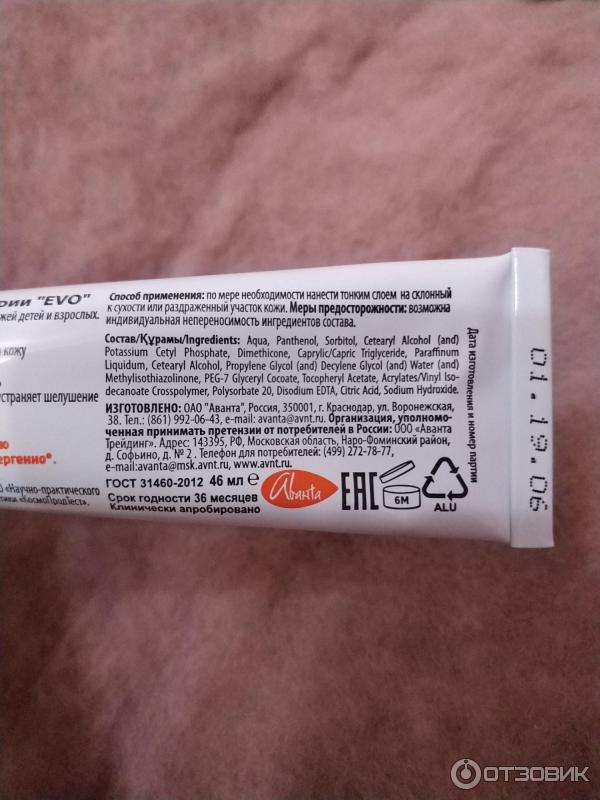 рии "EVO"
жей детей и взрослых.
кожу
устраняет шелушение
ю
ергенно*.
О «Научно-практического
тики «КосмоПродТест».
Способ применения: по мере необходимости нанести тонким слоем на склонный
к сухости или раздраженный участок кожи. Меры предосторожности: возможна
индивидуальная непереносимость ингредиентов состава.
Состав/Құрамы/Ingredients: Aqua, Panthenol, Sorbitol, Cetearyl Alcohol (and)
Potassium Cetyl Phosphate, Dimethicone, Caprylic/Capric Triglyceride, Paraffinum
Liquidum, Cetearyl Alcohol, Propylene Glycol (and) Decylene Glycol (and) Water (and)
Methylisothiazolinone, PEG-7 Glyceryl Cocoate, Tocopheryl Acetate, Acrylates/Vinyl Iso-
decanoate Crosspolymer, Polysorbate 20, Disodium EDTA, Citric Acid, Sodium Hydroxide.
ИЗГОТОВЛЕНО: ОАО "Аванта", Россия, 350001, г. Краснодар, ул. Воронежская,
38. Тел.: (861) 992-06-43, e-mail: avanta@avnt.ru. Организация, уполномо-
ченная принимать претензии от потребителей в России: ООО «Аванта
Трейдинг». Адрес: 143395, РФ, Московская область, Наро-Фоминский район,
д. Софьино, д. № 2 . Телефон для потребителей: (499) 272-78-77,
e-mail:avanta@msk.avnt.ru, www.avnt.ru.
ГОСТ 31460-2012 46 мл e
Срок годности 36 месяцев
Клинически апробировано
Avanta
EAC
6M
ALU
Дата изготовления и номер партии
01.19.06
ОТЗОВИК